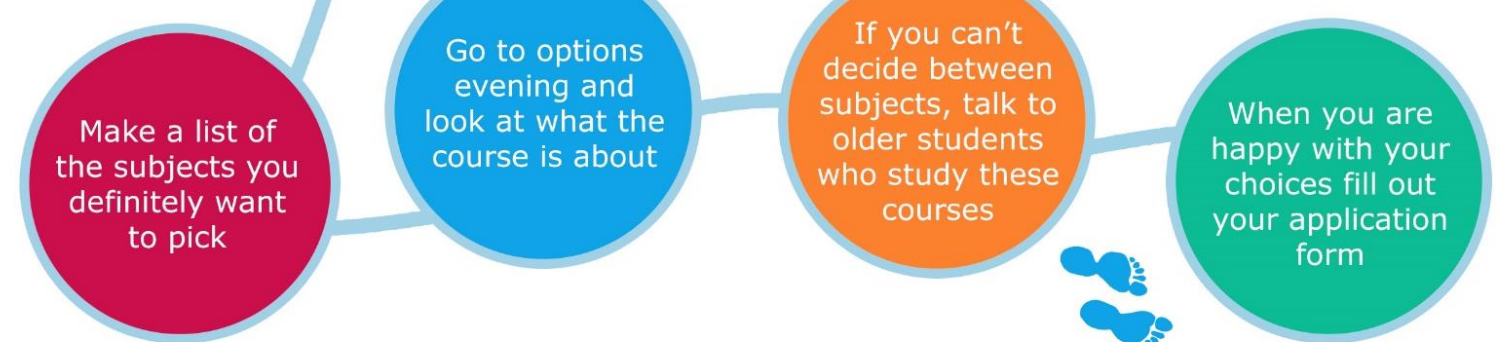 Make a list of
the subjects you
definitely want
to pick
Go to options
evening and
look at what the
course is about
If you can't
decide between
subjects, talk to
older students
who study these
courses
When you are
happy with your
choices fill out
your application
form